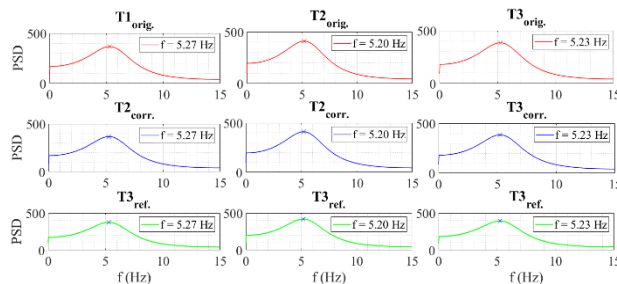 T1orig. T2orig. T3orig.
500 500 500
PSD f = 5.27 Hz f = 5.20 Hz f = 5.23 Hz
0 0 0
0 5 10 15 0 5 10 15 0 5 10 15
T2corr. T2corr. T3corr.
500 500 500
PSD f = 5.27 Hz f = 5.20 Hz f = 5.23 Hz
0 0 0
0 5 10 15 0 5 10 15 0 5 10 15
T3ref. T3ref. T3ref.
500 500 500
PSD f = 5.27 Hz f = 5.20 Hz f = 5.23 Hz
0 0 0
0 5 10 15 0 5 10 15 0 5 10 15
f (Hz) f (Hz) f (Hz)